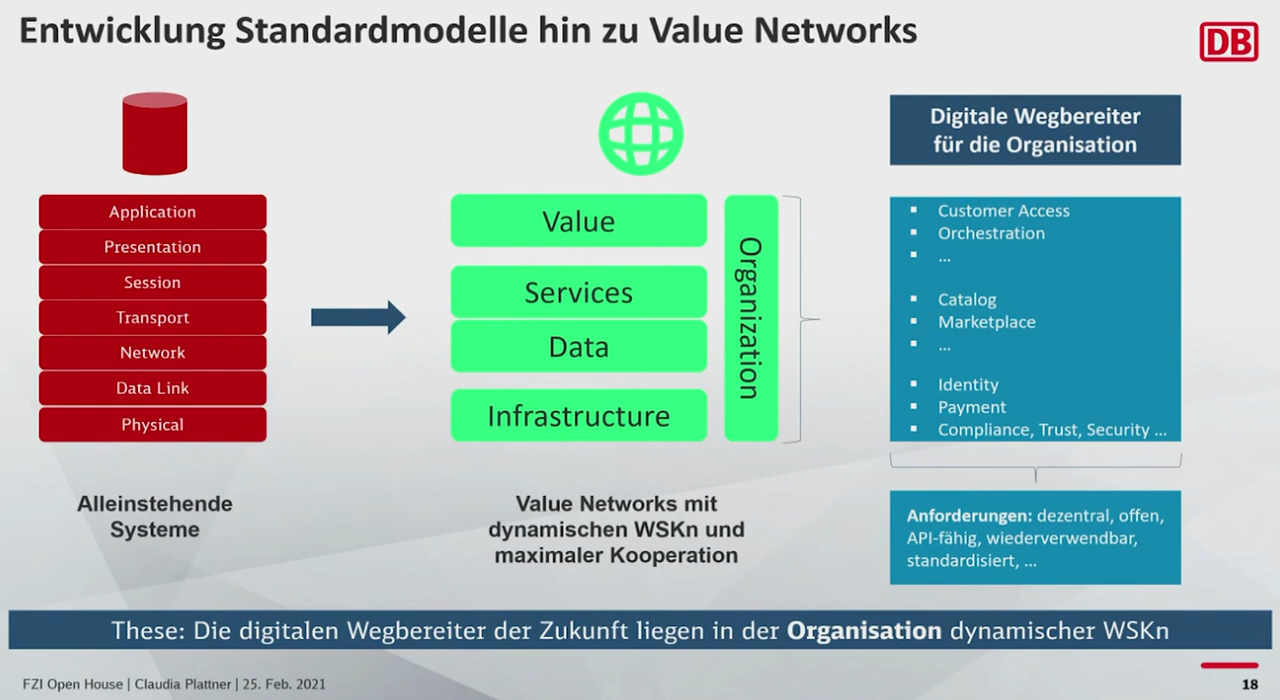 Entwicklung Standardmodelle hin zu Value Networks
DB
Application
Presentation
Session
Transport
Network
Data Link
Physical
Alleinstehende
Systeme
Value
Services
Data
Infrastructure
Organization
Value Networks mit
dynamischen WSKn und
maximaler Kooperation
Digitale Wegbereiter
für die Organisation
▪ Customer Access
▪ Orchestration
▪ ...
▪ Catalog
▪ Marketplace
▪ ...
▪ Identity
▪ Payment
▪ Compliance, Trust, Security ...
Anforderungen: dezentral, offen,
API-fähig, wiederverwendbar,
standardisiert, ...
These: Die digitalen Wegbereiter der Zukunft liegen in der Organisation dynamischer WSKn
FZI Open House | Claudia Plattner | 25. Feb. 2021
18